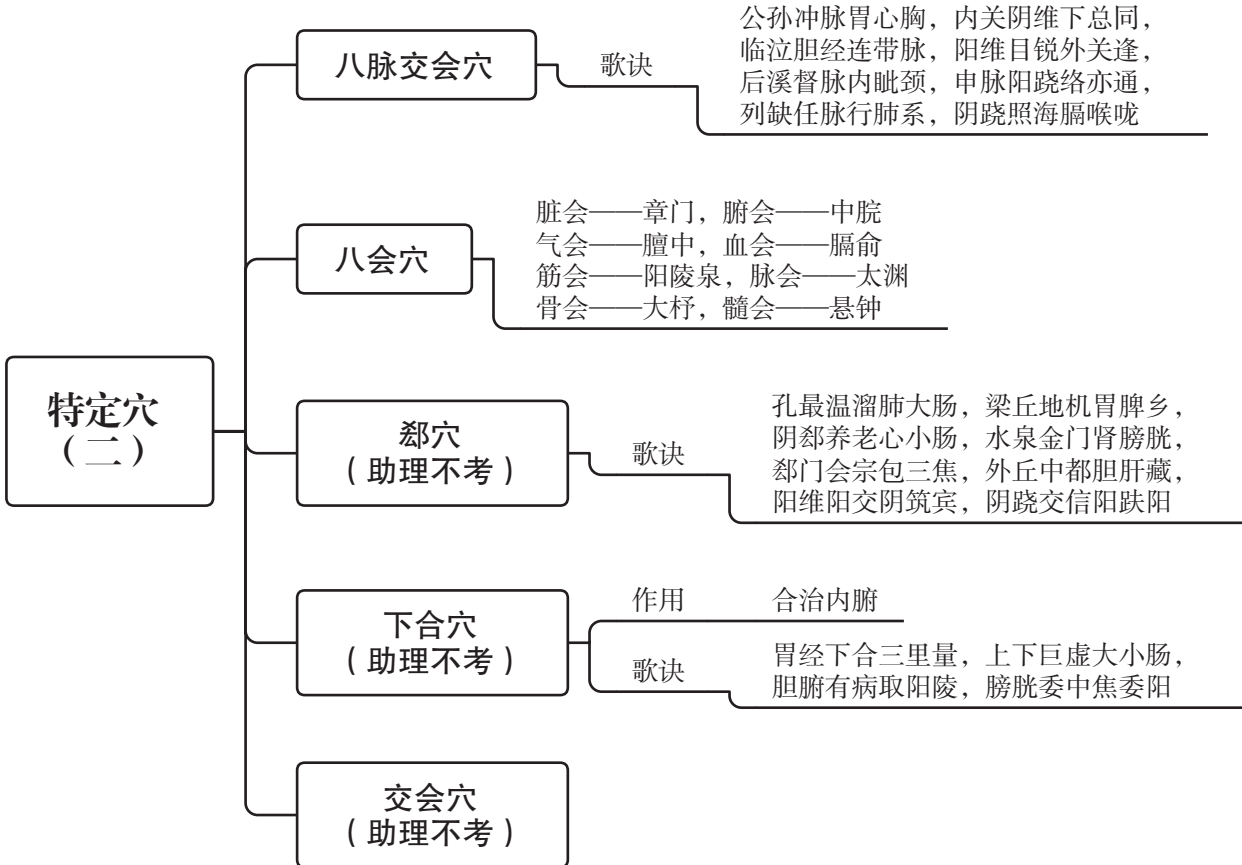 特定穴
（二）
八脉交会穴
歌诀
公孙冲脉胃心胸，内关阴维下总同，
临泣胆经连带脉，阳维目锐外关逢，
后溪督脉内眦颈，申脉阳跷络亦通，
列缺任脉行肺系，阴跷照海膈喉咙
八会穴
脏会——章门，腑会——中脘
气会——膻中，血会——膈俞
筋会——阳陵泉，脉会——太渊
骨会——大杼，髓会——悬钟
郄穴
（助理不考）
歌诀
孔最温溜肺大肠，梁丘地机胃脾乡，
阴郄养老心小肠，水泉金门肾膀胱，
郄门会宗包三焦，外丘中都胆肝藏，
阳维阳交阴筑宾，阴跷交信阳趺阳
下合穴
（助理不考）
作用
合治内腑
歌诀
胃经下合三里量，上下巨虚大小肠，
胆腑有病取阳陵，膀胱委中焦委阳
交会穴
（助理不考）